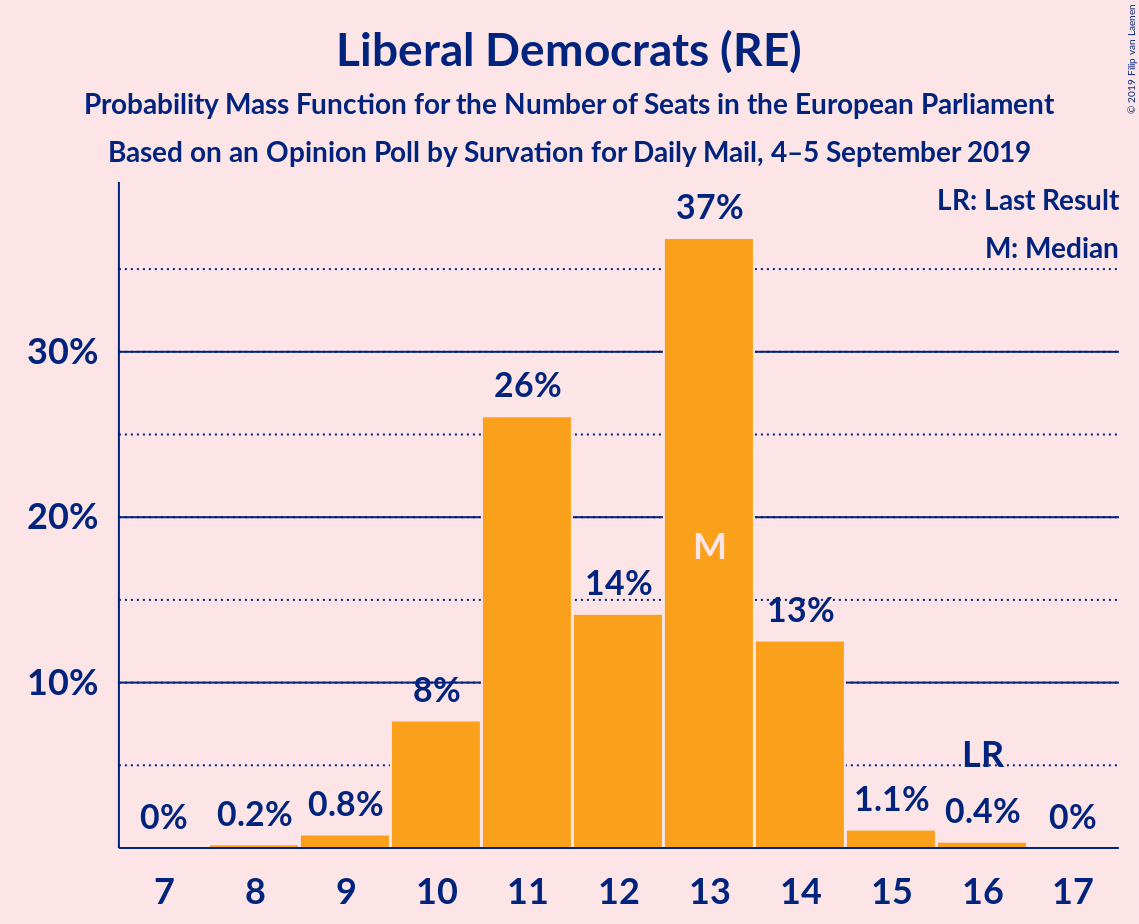 Liberal Democrats (RE)
Probability Mass Function for the Number of Seats in the European Parliament
Based on an Opinion Poll by Survation for Daily Mail, 4–5 September 2019
© 2019 Filip van Laenen
LR: Last Result
M: Median
37%
30%
26%
20%
M
14%
13%
10%
8%
LR
0%
0.2%
0.8%
1.1%
0.4%
0%
7 8 9 10 11 12 13 14 15 16 17